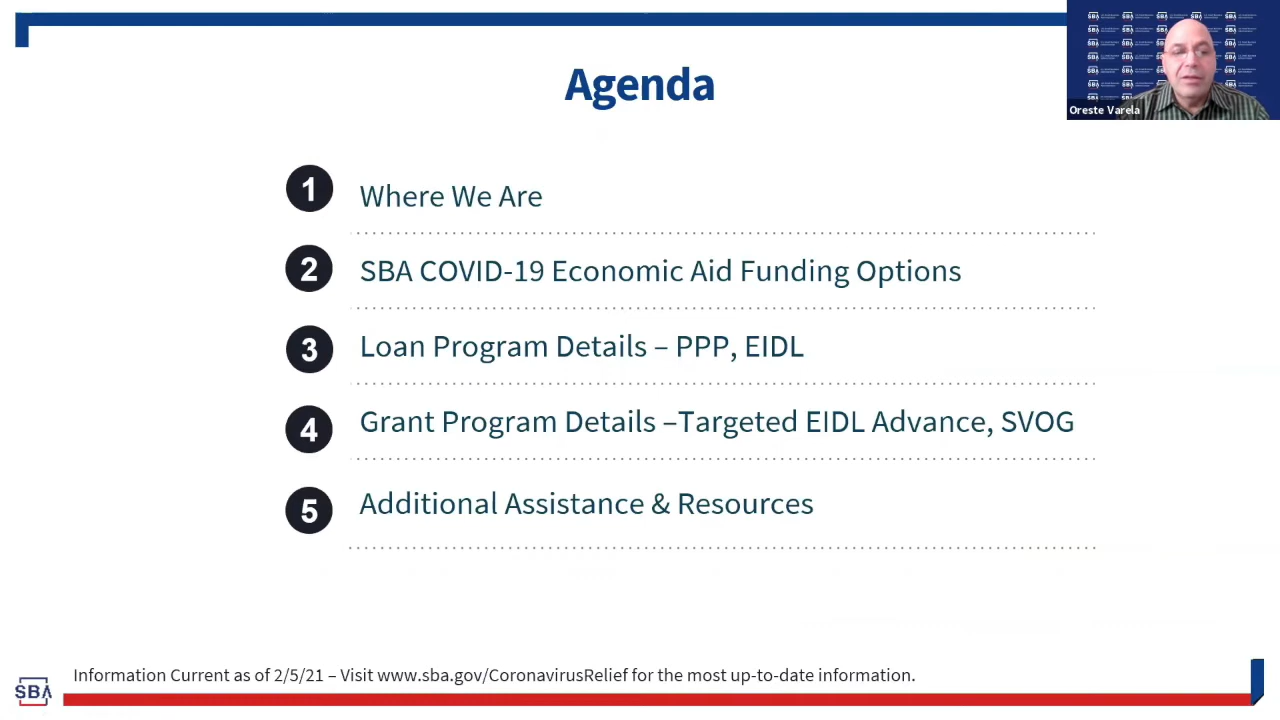 Agenda
Oreste Varela
1 Where We Are
2 SBA COVID-19 Economic Aid Funding Options
3 Loan Program Details – PPP, EIDL
4 Grant Program Details –Targeted EIDL Advance, SVOG
5 Additional Assistance & Resources
Information Current as of 2/5/21 – Visit www.sba.gov/CoronavirusRelief for the most up-to-date information.
SBA